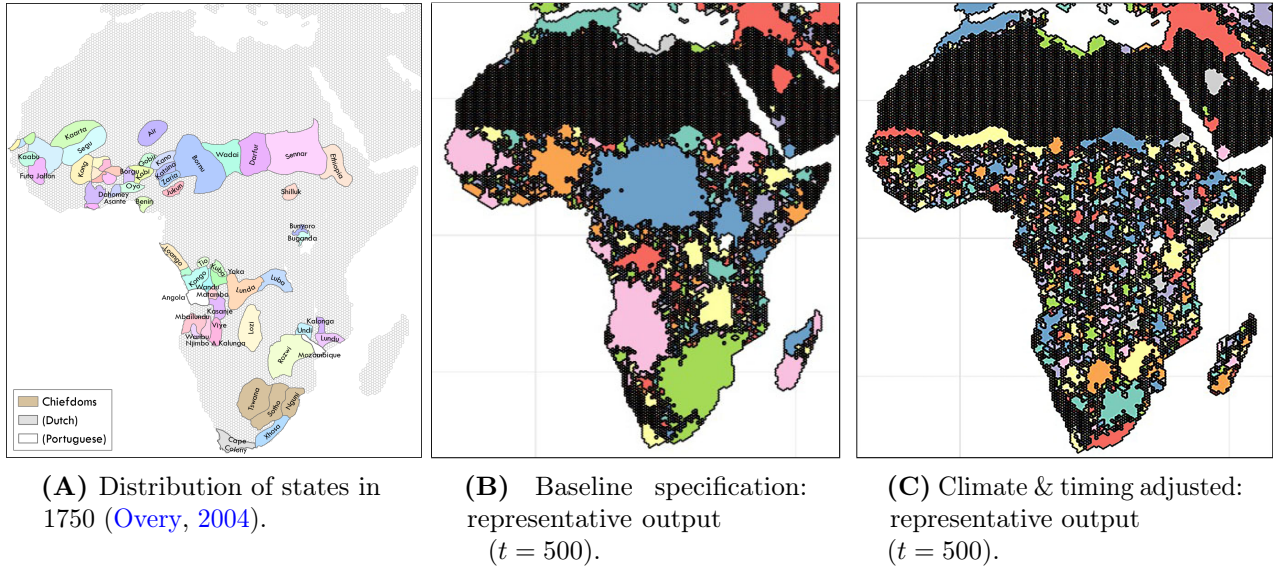 Kaarta
Segu
Air
Kaabu
Futa Jallon
Kong
Borgu
Gobir
Kebi
Kano
Katsina
Zaria
Jukun
Bornu
Wadai
Darfur
Sennar
Ethiopia
Oyo
Dahomey
Asante
Benin
Shilluk
Bunyoro
Buganda
Loango
Tio
Kongo
Kuba
Yaka
Wandu
Matamba
Lunda
Luba
Angola
Kasanje
Mbailundu
Viye
Wambu
Njimbo A Kalunga
Lozi
Kalonga
Undi
Lundu
Rozwi
Mozambique
Tswana
Sotho
Nguni
Xhosa
Cape
Colony
Chiefdoms
(Dutch)
(Portuguese)
(A) Distribution of states in
1750 (Overy, 2004).
(B) Baseline specification:
representative output
(t = 500).
(C) Climate & timing adjusted:
representative output
(t = 500).